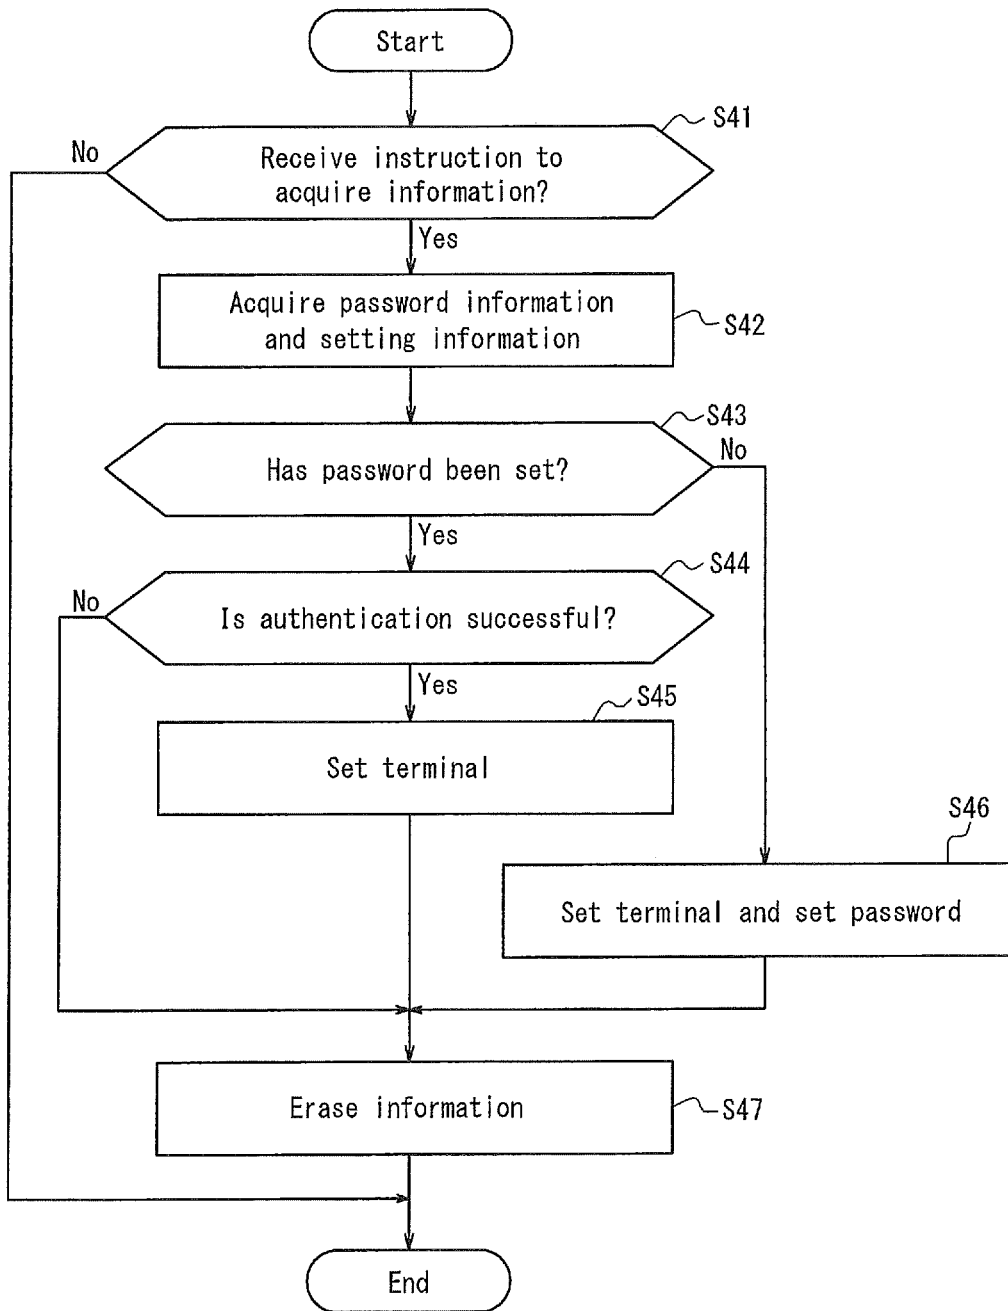 Start
S41
No
Receive instruction to
acquire information?
Yes
Acquire password information
and setting information
S42
S43
No
Has password been set?
Yes
S44
No
Is authentication successful?
Yes
S45
Set terminal
S46
Set terminal and set password
Erase information
S47
End